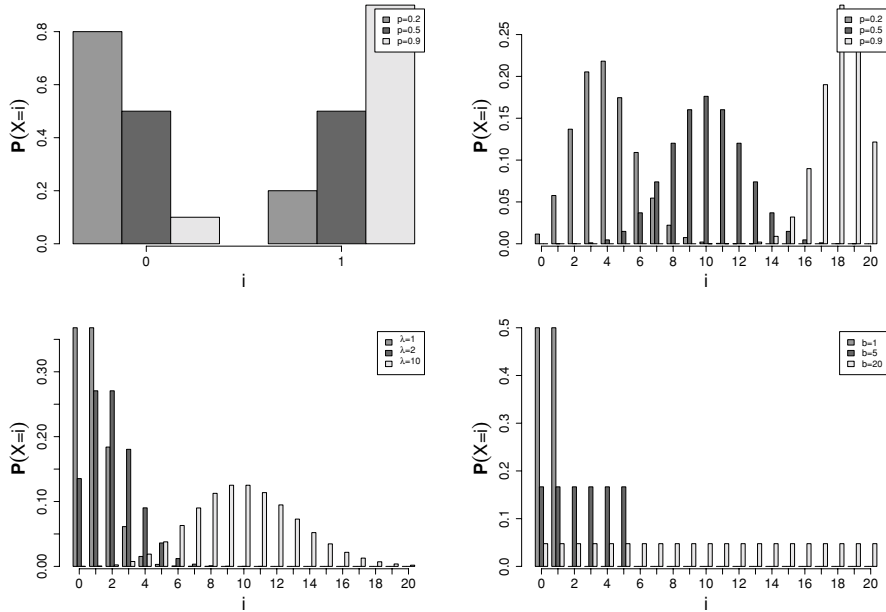 0.8
0.6
0.4
0.2
0.0
P(X=i)
0
1
i
p=0.2
p=0.5
p=0.9
0.25
0.20
0.15
0.10
0.05
0.00
P(X=i)
0 2 4 6 8 10 12 14 16 18 20
i
p=0.2
p=0.5
p=0.9
0.30
0.20
0.10
0.00
P(X=i)
0 2 4 6 8 10 12 14 16 18 20
i
λ=1
λ=2
λ=10
0.5
0.4
0.3
0.2
0.1
0.0
P(X=i)
0 2 4 6 8 10 12 14 16 18 20
i
b=1
b=5
b=20